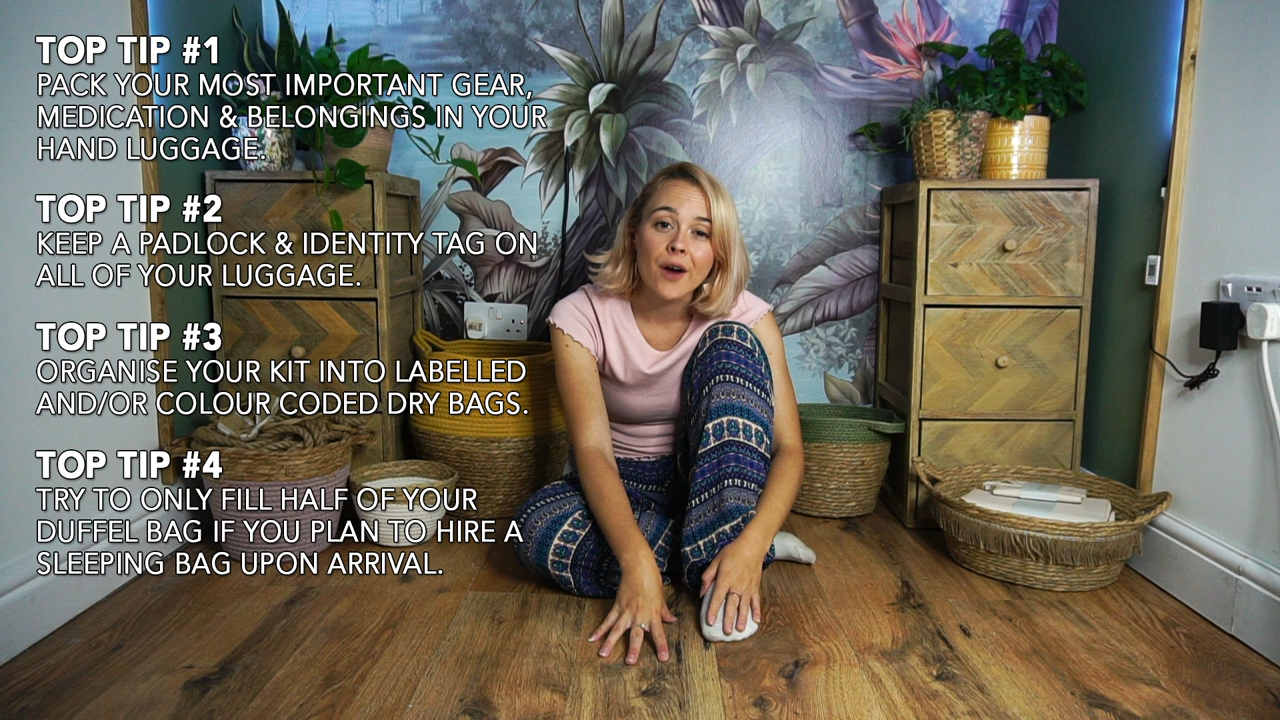 TOP TIP #1
PACK YOUR MOST IMPORTANT GEAR,
MEDICATION & BELONGINGS IN YOUR
HAND LUGGAGE.
TOP TIP #2
KEEP A PADLOCK & IDENTITY TAG ON
ALL OF YOUR LUGGAGE.
TOP TIP #3
ORGANISE YOUR KIT INTO LABELLED
AND/OR COLOUR CODED DRY BAGS.
TOP TIP #4
TRY TO ONLY FILL HALF OF YOUR
DUFFEL BAG IF YOU PLAN TO HIRE A
SLEEPING BAG UPON ARRIVAL.